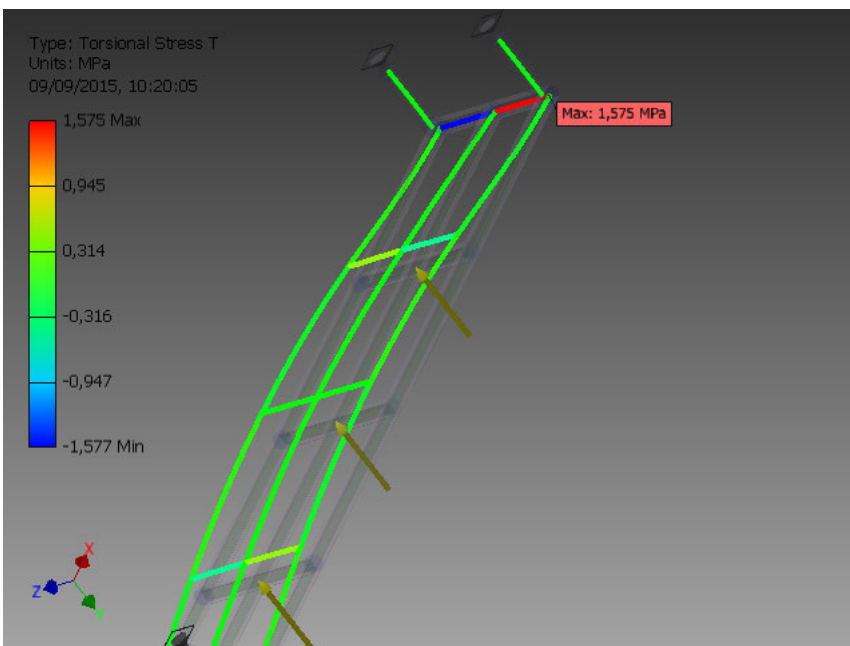 Type: Torsional Stress T
Units: MPa
09/09/2015, 10:20:05
1,575 Max
0,945
0,314
-0,316
-0,947
-1,577 Min
Max: 1,575 MPa
X
Z
Y